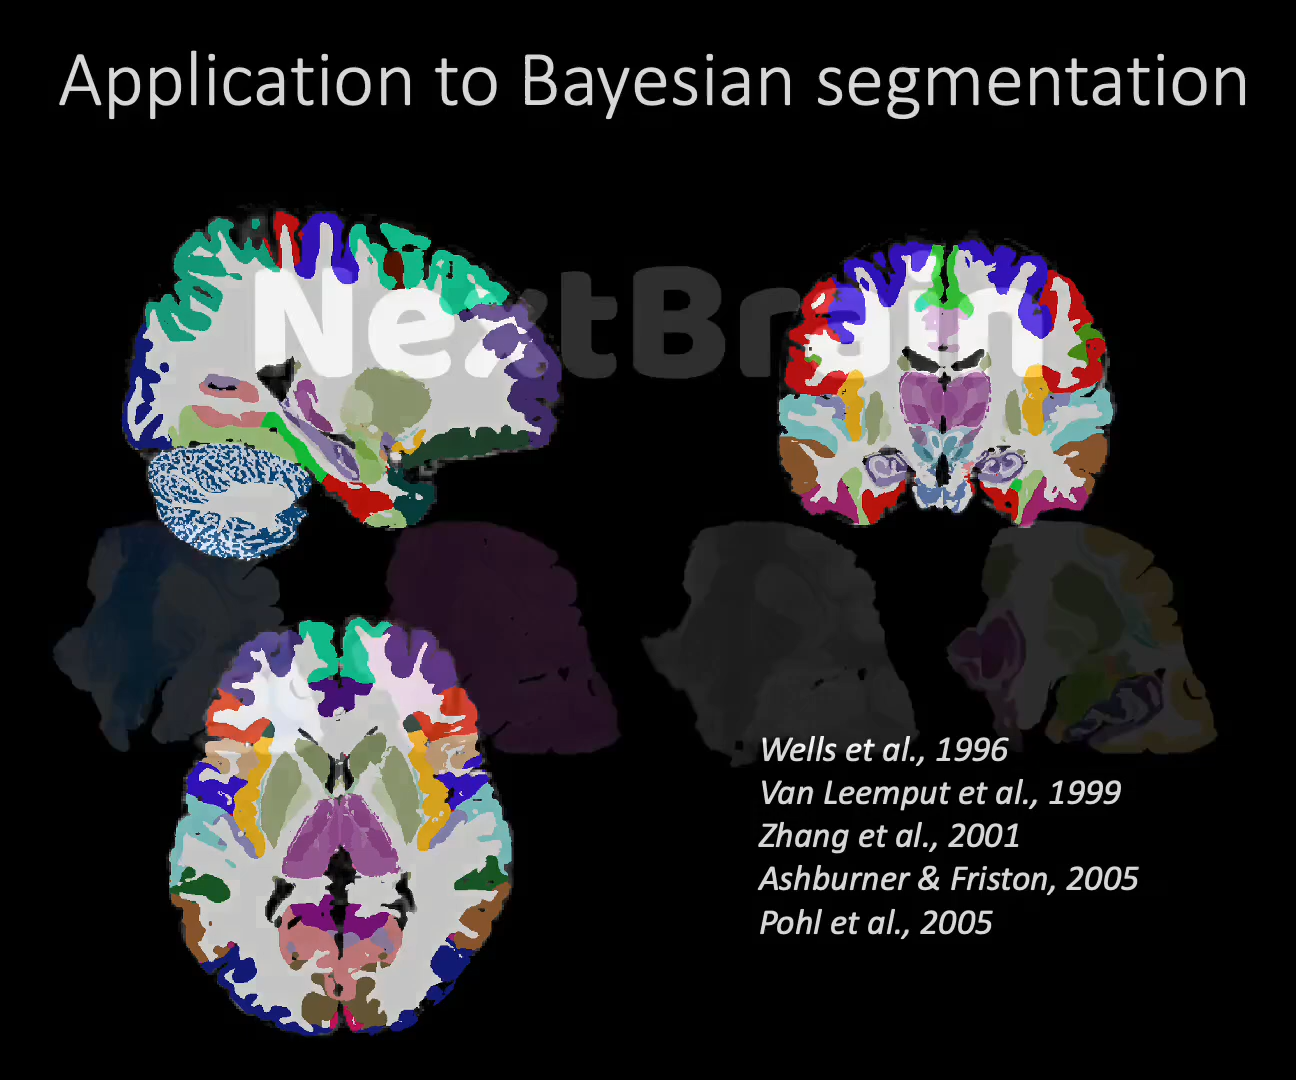 Application to Bayesian segmentation
NextBrain
Wells et al., 1996
Van Leemput et al., 1999
Zhang et al., 2001
Ashburner & Friston, 2005
Pohl et al., 2005